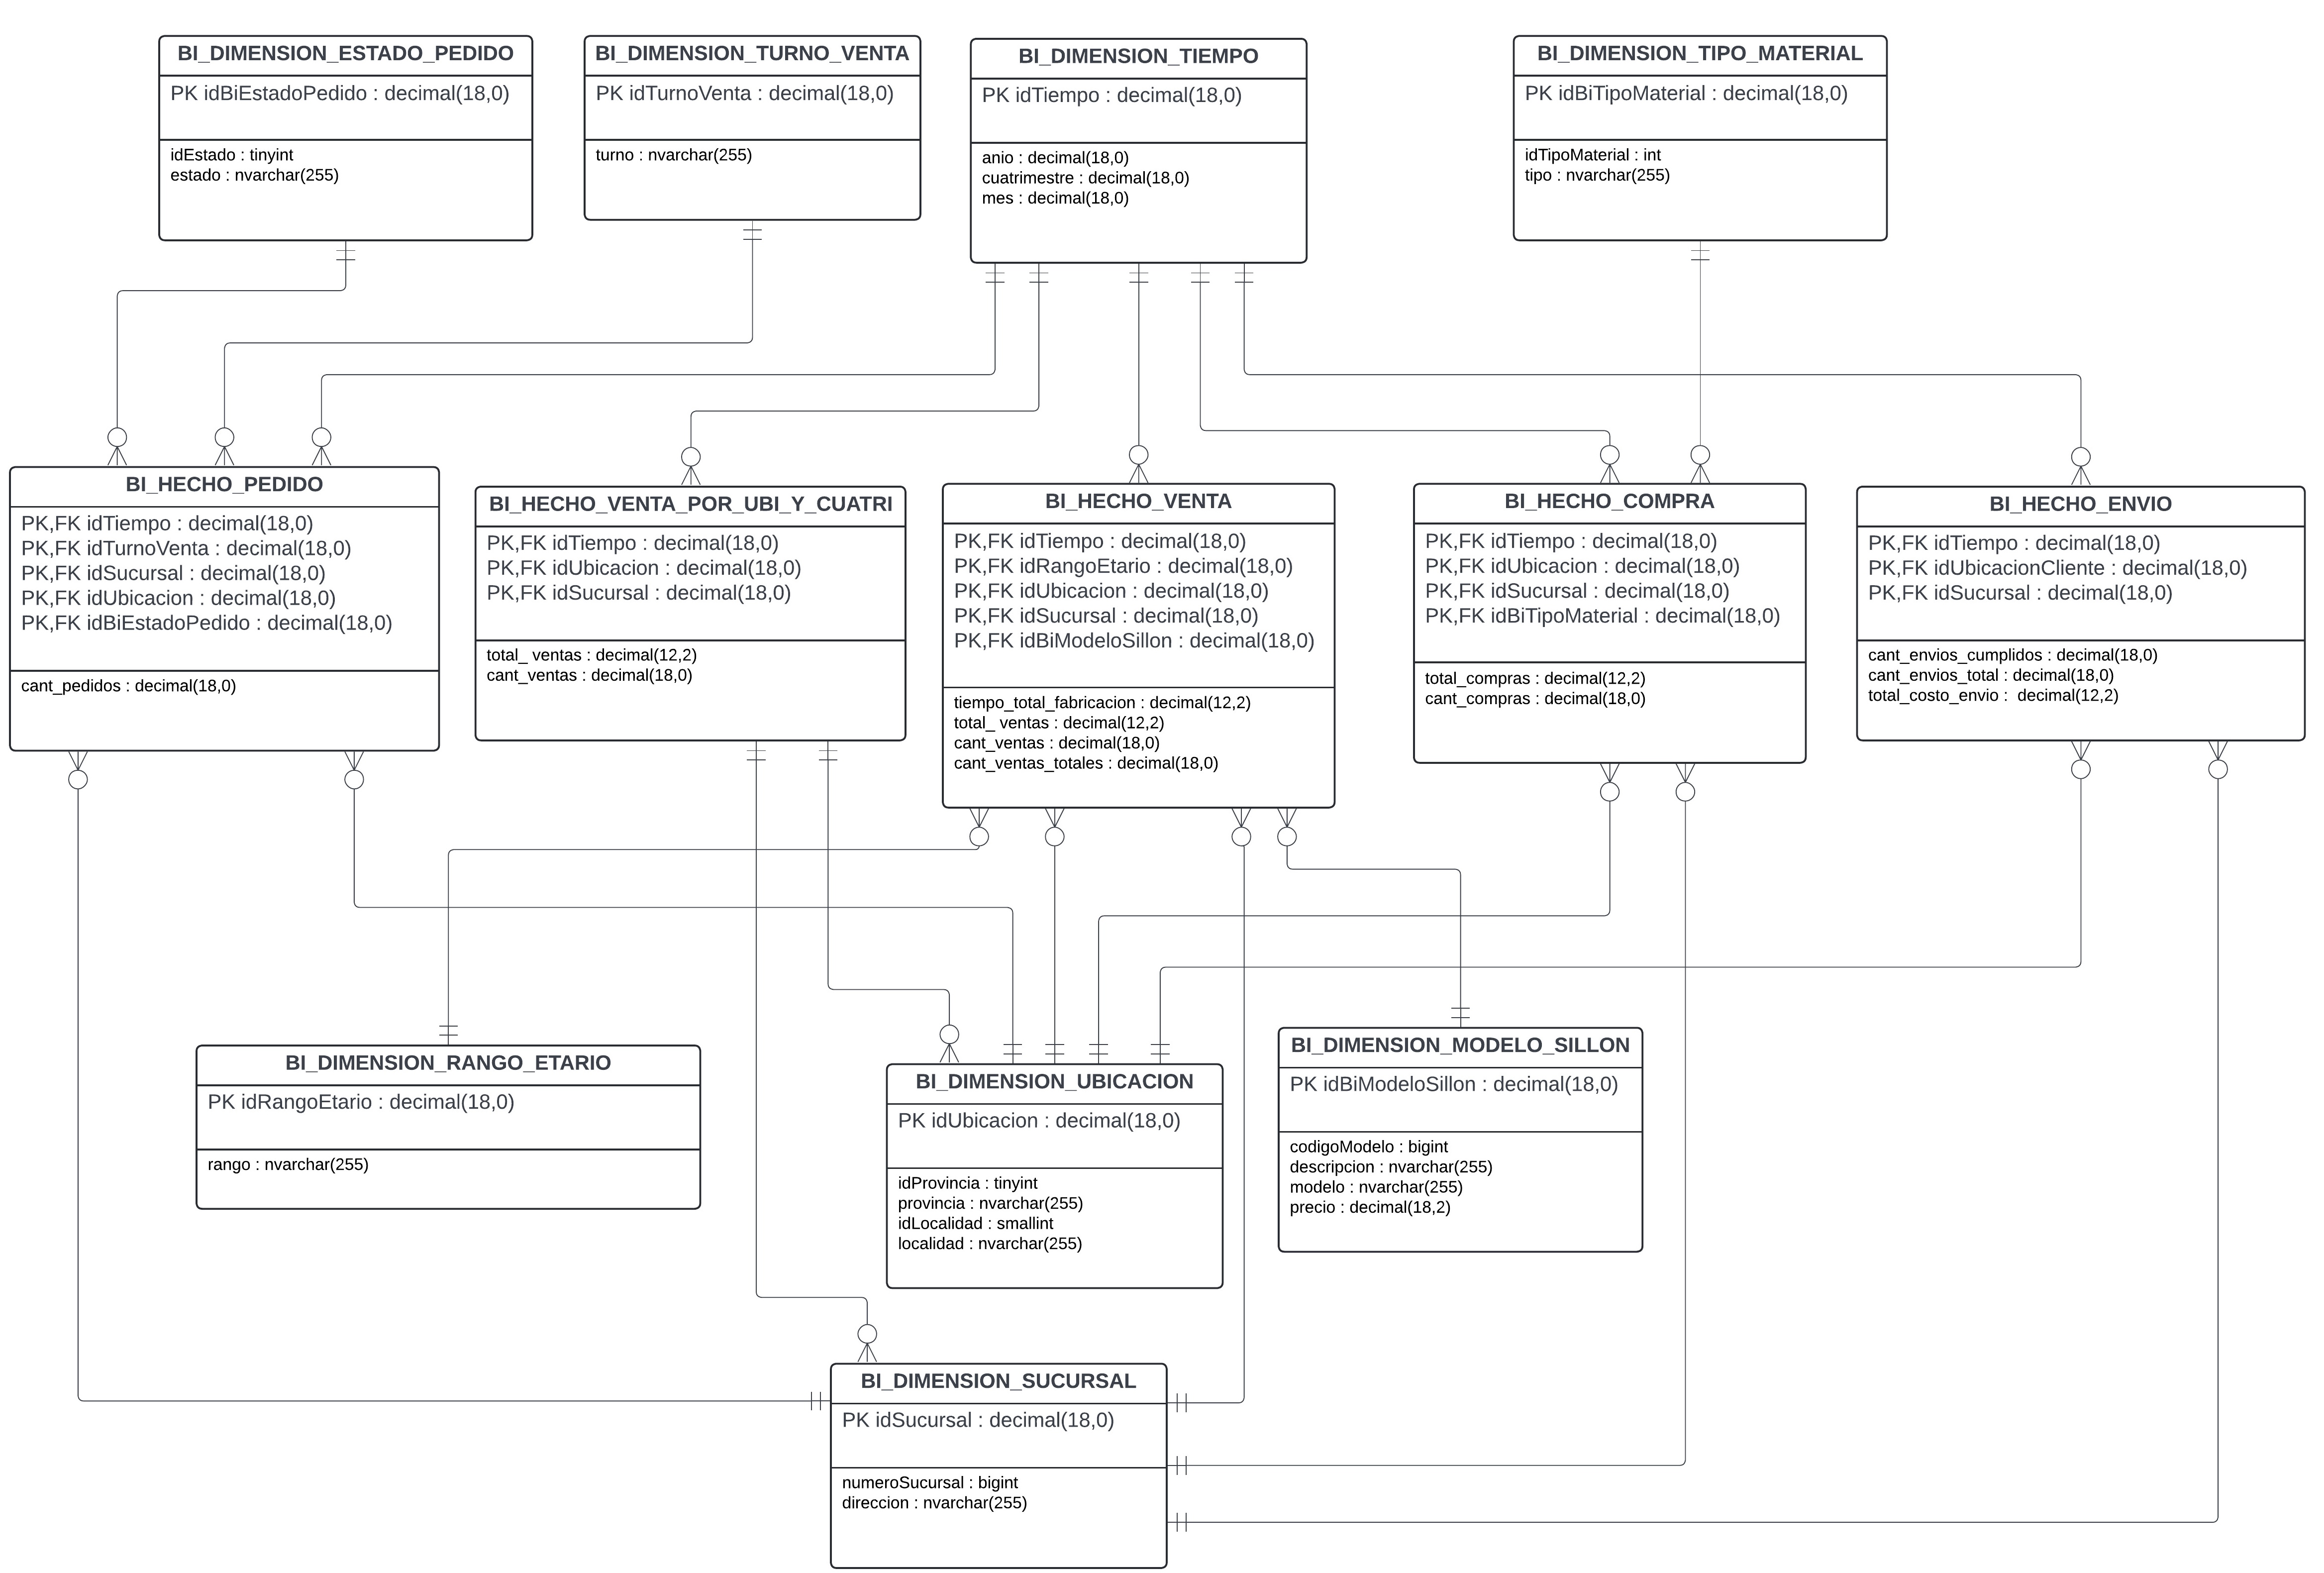 BI_DIMENSION_ESTADO_PEDIDO
PK idBiEstadoPedido : decimal(18,0)
idEstado : tinyint
estado : nvarchar(255)
BI_DIMENSION_TURNO_VENTA
PK idTurnoVenta : decimal(18,0)
turno : nvarchar(255)
BI_DIMENSION_TIEMPO
PK idTiempo : decimal(18,0)
anio : decimal(18,0)
cuatrimestre : decimal(18,0)
mes : decimal(18,0)
BI_DIMENSION_TIPO_MATERIAL
PK idBiTipoMaterial : decimal(18,0)
idTipoMaterial : int
tipo : nvarchar(255)
BI_HECHO_PEDIDO
PK,FK idTiempo : decimal(18,0)
PK,FK idTurnoVenta : decimal(18,0)
PK,FK idSucursal : decimal(18,0)
PK,FK idUbicacion : decimal(18,0)
PK,FK idBiEstadoPedido : decimal(18,0)
cant_pedidos : decimal(18,0)
BI_HECHO_VENTA_POR_UBI_Y_CUATRI
PK,FK idTiempo : decimal(18,0)
PK,FK idUbicacion : decimal(18,0)
PK,FK idSucursal : decimal(18,0)
total_ ventas : decimal(12,2)
cant_ventas : decimal(18,0)
BI_HECHO_VENTA
PK,FK idTiempo : decimal(18,0)
PK,FK idRangoEtario : decimal(18,0)
PK,FK idUbicacion : decimal(18,0)
PK,FK idSucursal : decimal(18,0)
PK,FK idBiModeloSillon : decimal(18,0)
tiempo_total_fabricacion : decimal(12,2)
total_ ventas : decimal(12,2)
cant_ventas : decimal(18,0)
cant_ventas_totales : decimal(18,0)
BI_HECHO_COMPRA
PK,FK idTiempo : decimal(18,0)
PK,FK idUbicacion : decimal(18,0)
PK,FK idSucursal : decimal(18,0)
PK,FK idBiTipoMaterial : decimal(18,0)
total_compras : decimal(12,2)
cant_compras : decimal(18,0)
BI_HECHO_ENVIO
PK,FK idTiempo : decimal(18,0)
PK,FK idUbicacionCliente : decimal(18,0)
PK,FK idSucursal : decimal(18,0)
cant_envios_cumplidos : decimal(18,0)
cant_envios_total : decimal(18,0)
total_costo_envio :  decimal(12,2)
BI_DIMENSION_RANGO_ETARIO
PK idRangoEtario : decimal(18,0)
rango : nvarchar(255)
BI_DIMENSION_UBICACION
PK idUbicacion : decimal(18,0)
idProvincia : tinyint
provincia : nvarchar(255)
idLocalidad : smallint
localidad : nvarchar(255)
BI_DIMENSION_MODELO_SILLON
PK idBiModeloSillon : decimal(18,0)
codigoModelo : bigint
descripcion : nvarchar(255)
modelo : nvarchar(255)
precio : decimal(18,2)
BI_DIMENSION_SUCURSAL
PK idSucursal : decimal(18,0)
numeroSucursal : bigint
direccion : nvarchar(255)